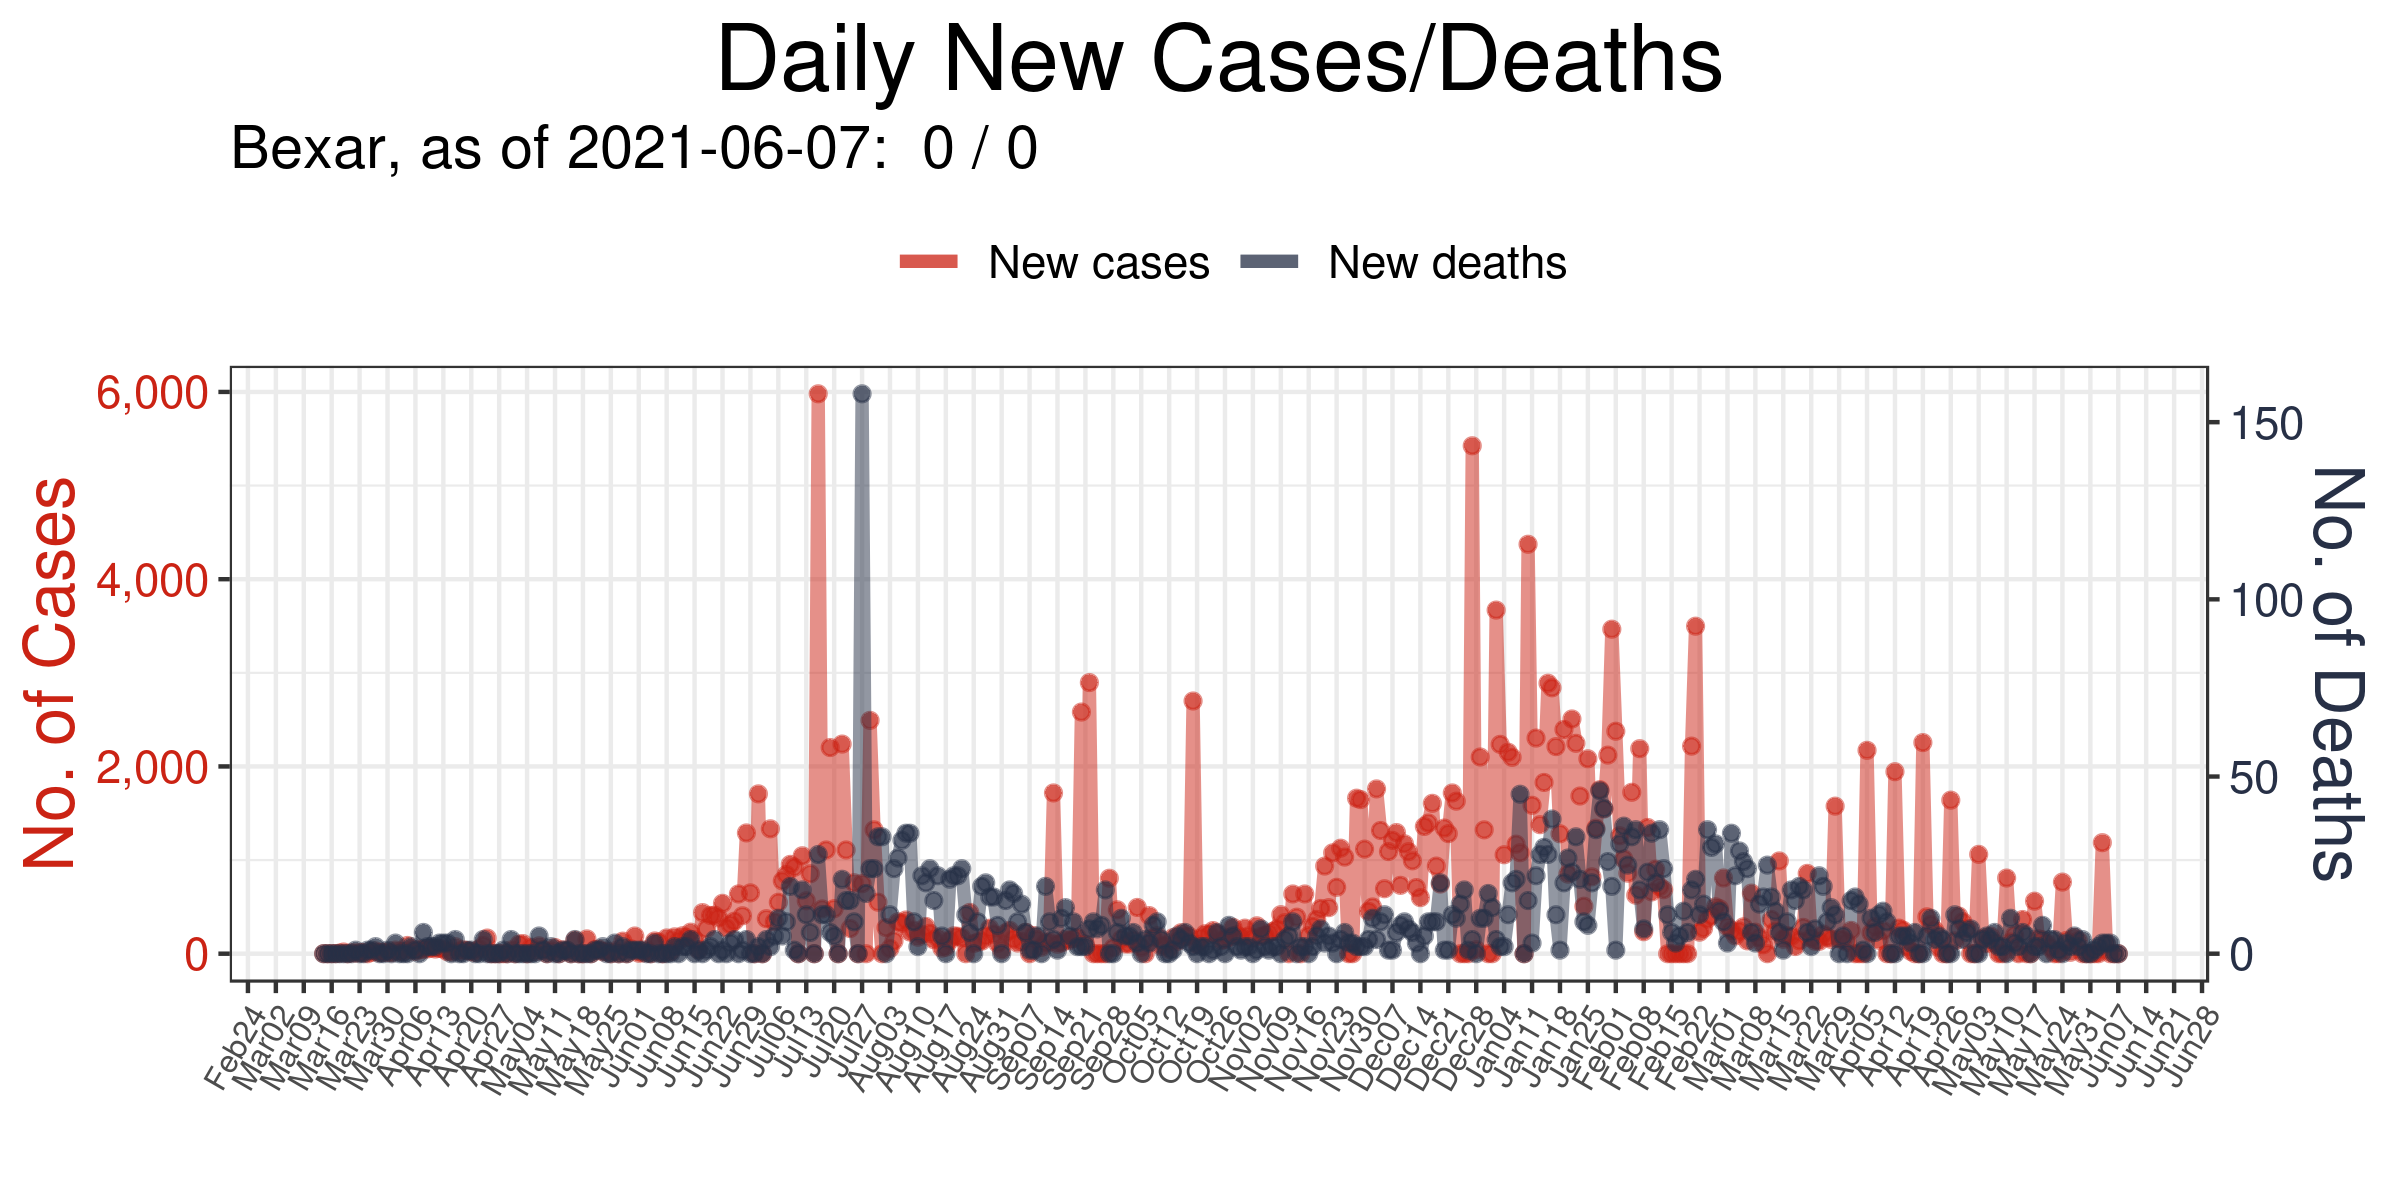 Daily New Cases/Deaths
Bexar, as of 2021-06-07: 0 / 0
New cases
New deaths
No. of Cases
6,000
4,000
2,000
0
150
100
50
0
No. of Deaths
Feb24
Mar02
Mar09
Mar16
Mar23
Mar30
Apr06
Apr13
Apr20
Apr27
May04
May11
May18
May25
Jun01
Jun08
Jun15
Jun22
Jun29
Jul06
Jul13
Jul20
Jul27
Aug03
Aug10
Aug17
Aug24
Aug31
Sep07
Sep14
Sep21
Sep28
Oct05
Oct12
Oct19
Oct26
Nov02
Nov09
Nov16
Nov23
Nov30
Dec07
Dec14
Dec21
Dec28
Jan04
Jan11
Jan18
Jan25
Feb01
Feb08
Feb15
Feb22
Mar01
Mar08
Mar15
Mar22
Mar29
Apr05
Apr12
Apr19
Apr26
May03
May10
May17
May24
May31
Jun07
Jun14
Jun21
Jun28